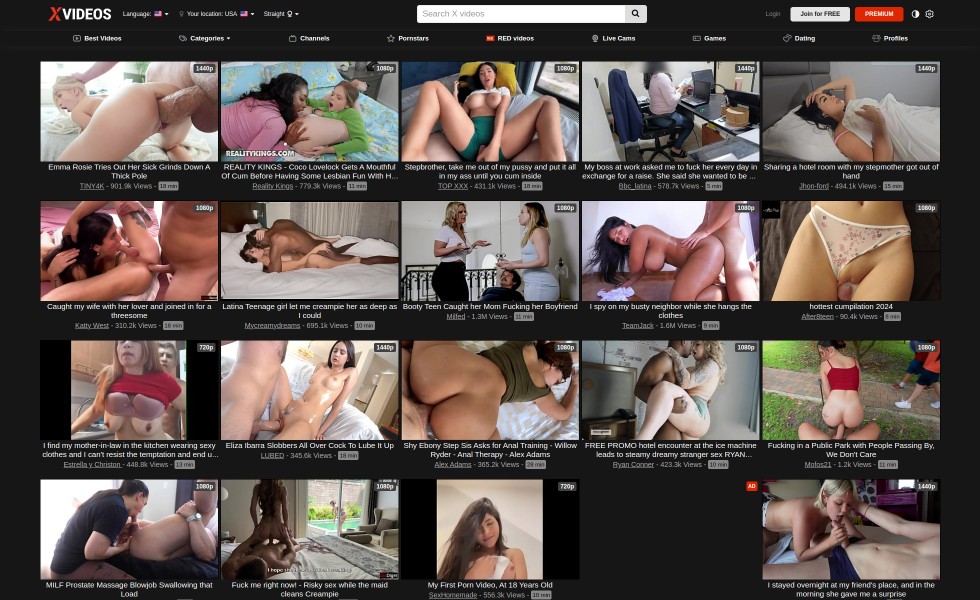 XVIDEOS
Language:
Your location: USA
Straight
Search X videos
Login
Join for FREE
PREMIUM
Best Videos
Categories
Channels
Pornstars
RED videos
Live Cams
Games
Dating
Profiles
1440p
Emma Rosie Tries Out Her Sick Grinds Down A
Thick Pole
TINY4K - 901.9k Views - 18 min
1080p
REALITYKINGS.COM
REALITY KINGS - Coco Lovelock Gets A Mouthful
Of Cum Before Having Some Lesbian Fun With H...
Reality Kings - 779.3k Views - 11 min
1080p
Stepbrother, take me out of my pussy and put it all
in my ass until you cum inside
TOP XXX - 431.1k Views - 18 min
1440p
My boss at work asked me to fuck her every day in
exchange for a raise. She said she wanted to be ...
Bbc_latina - 578.7k Views - 5 min
1440p
Sharing a hotel room with my stepmother got out of
hand
Jhon-ford - 494.1k Views - 15 min
1080p
Caught my wife with her lover and joined in for a
threesome
Katty West - 310.2k Views - 18 min
Latina Teenage girl let me creampie her as deep as
I could
Mycreamydreams - 695.1k Views - 10 min
1080p
Booty Teen Caught her Mom Fucking her Boyfriend
Milfed - 1.3M Views - 11 min
1080p
I spy on my busty neighbor while she hangs the
clothes
TeamJack - 1.6M Views - 9 min
1080p
hottest cumpilation 2024
After8teen - 90.4k Views - 8 min
720p
I find my mother-in-law in the kitchen wearing sexy
clothes and I can't resist the temptation and end u...
Estrella y Christon - 448.8k Views - 13 min
1440p
Eliza Ibarra Slobbers All Over Cock To Lube It Up
LUBED - 345.6k Views - 18 min
1080p
Shy Ebony Step Sis Asks for Anal Training - Willow
Ryder - Anal Therapy - Alex Adams
Alex Adams - 365.2k Views - 28 min
1080p
FREE PROMO hotel encounter at the ice machine
leads to steamy dreamy stranger sex RYAN...
Ryan Conner - 423.3k Views - 10 min
1080p
Fucking in a Public Park with People Passing By,
We Don't Care
Mofos21 - 1.2k Views - 11 min
1080p
MILF Prostate Massage Blowjob Swallowing that
Load
1080p
Fuck me right now! - Risky sex while the maid
cleans Creampie
720p
My First Porn Video, At 18 Years Old
SexHomemade - 556.3k Views - 18 min
AD
1440p
I stayed overnight at my friend's place, and in the
morning she gave me a surprise